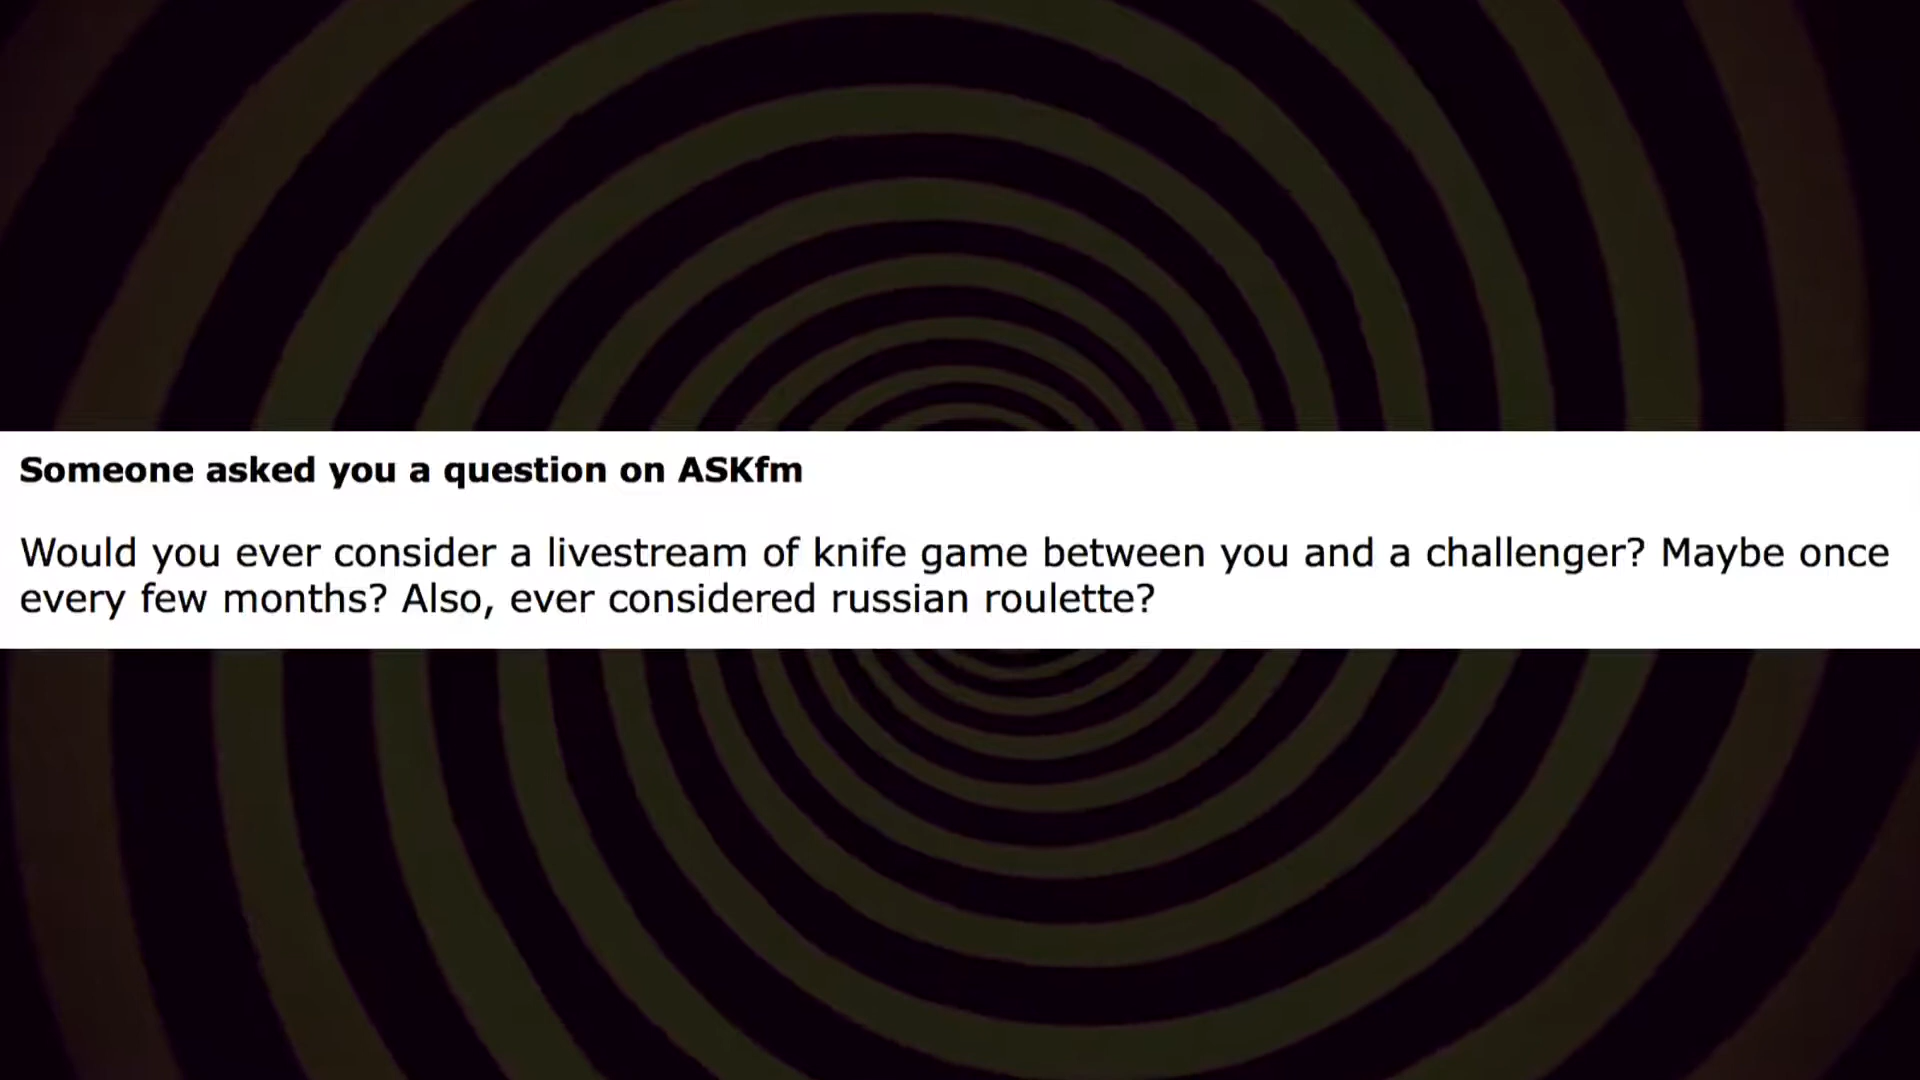 Someone asked you a question on ASKfm
Would you ever consider a livestream of knife game between you and a challenger? Maybe once
every few months? Also, ever considered russian roulette?